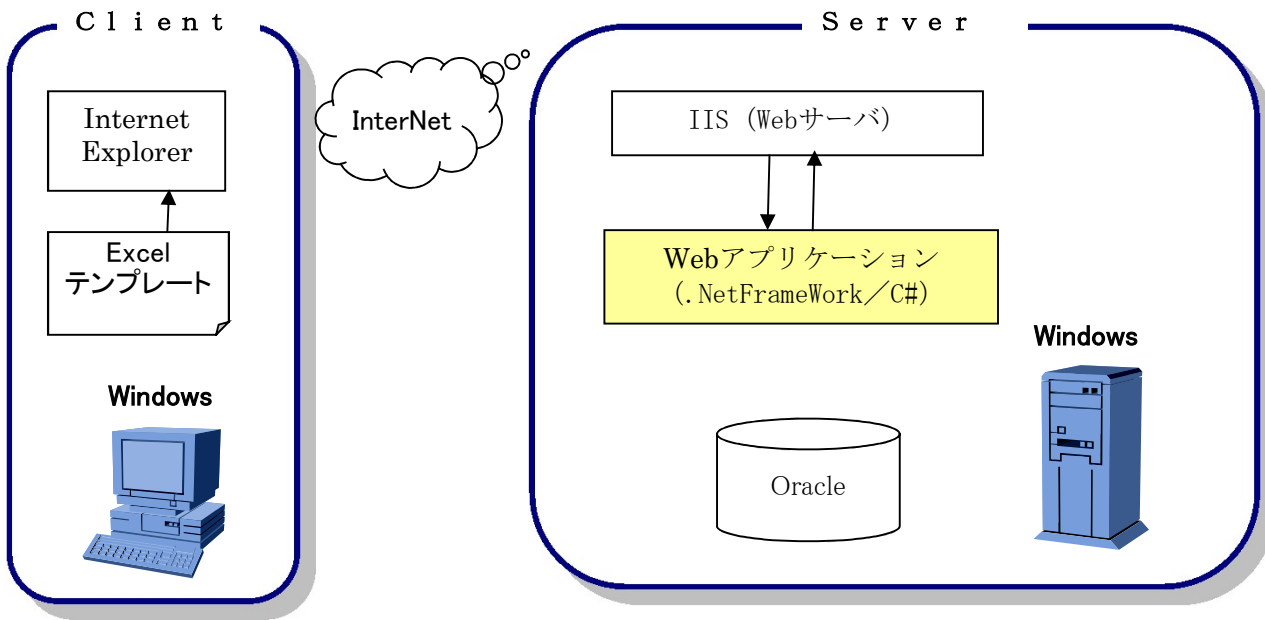 Ｃｌｉｅｎｔ
Internet
Explorer
Excel
テンプレート
Windows
InterNet
Ｓｅｒｖｅｒ
IIS (Webサーバ)
Webアプリケーション
(.NetFrameWork／C#)
Windows
Oracle